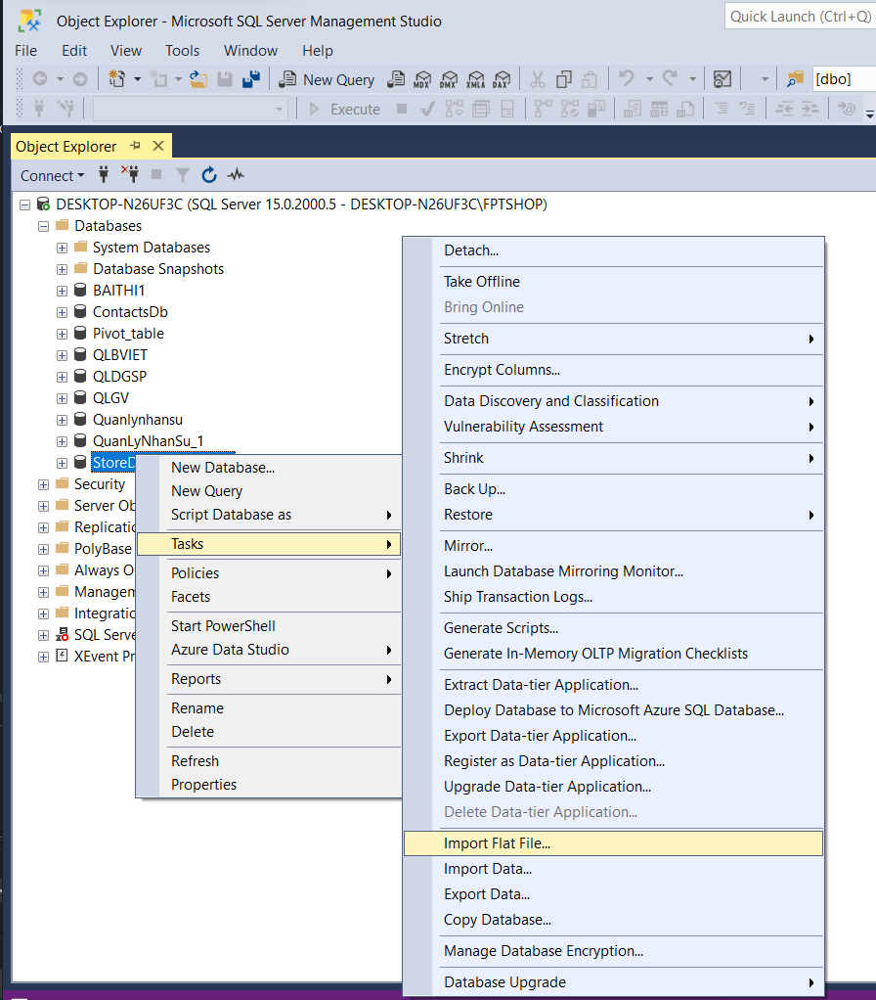 Object Explorer - Microsoft SQL Server Management Studio
Quick Launch (Ctrl+Q)
File Edit View Tools Window Help
New Query MDX DMX XMLA DAX [dbo]
Execute
Object Explorer
Connect
DESKTOP-N26UF3C (SQL Server 15.0.2000.5 - DESKTOP-N26UF3C\FPTSHOP)
Databases
System Databases
Database Snapshots
BAITHI1
ContactsDb
Pivot_table
QLBVIET
QLDGSP
QLGV
Quanlynhansu
QuanLyNhanSu_1
StoreD
Security
Server Ob
Replicatio
PolyBase
Always O
Managem
Integratio
SQL Serve
XEvent Pr
New Database...
New Query
Script Database as
Tasks
Policies
Facets
Start PowerShell
Azure Data Studio
Reports
Rename
Delete
Refresh
Properties
Detach...
Take Offline
Bring Online
Stretch
Encrypt Columns...
Data Discovery and Classification
Vulnerability Assessment
Shrink
Back Up...
Restore
Mirror...
Launch Database Mirroring Monitor...
Ship Transaction Logs...
Generate Scripts...
Generate In-Memory OLTP Migration Checklists
Extract Data-tier Application...
Deploy Database to Microsoft Azure SQL Database...
Export Data-tier Application...
Register as Data-tier Application...
Upgrade Data-tier Application...
Delete Data-tier Application...
Import Flat File...
Import Data...
Export Data...
Copy Database...
Manage Database Encryption...
Database Upgrade